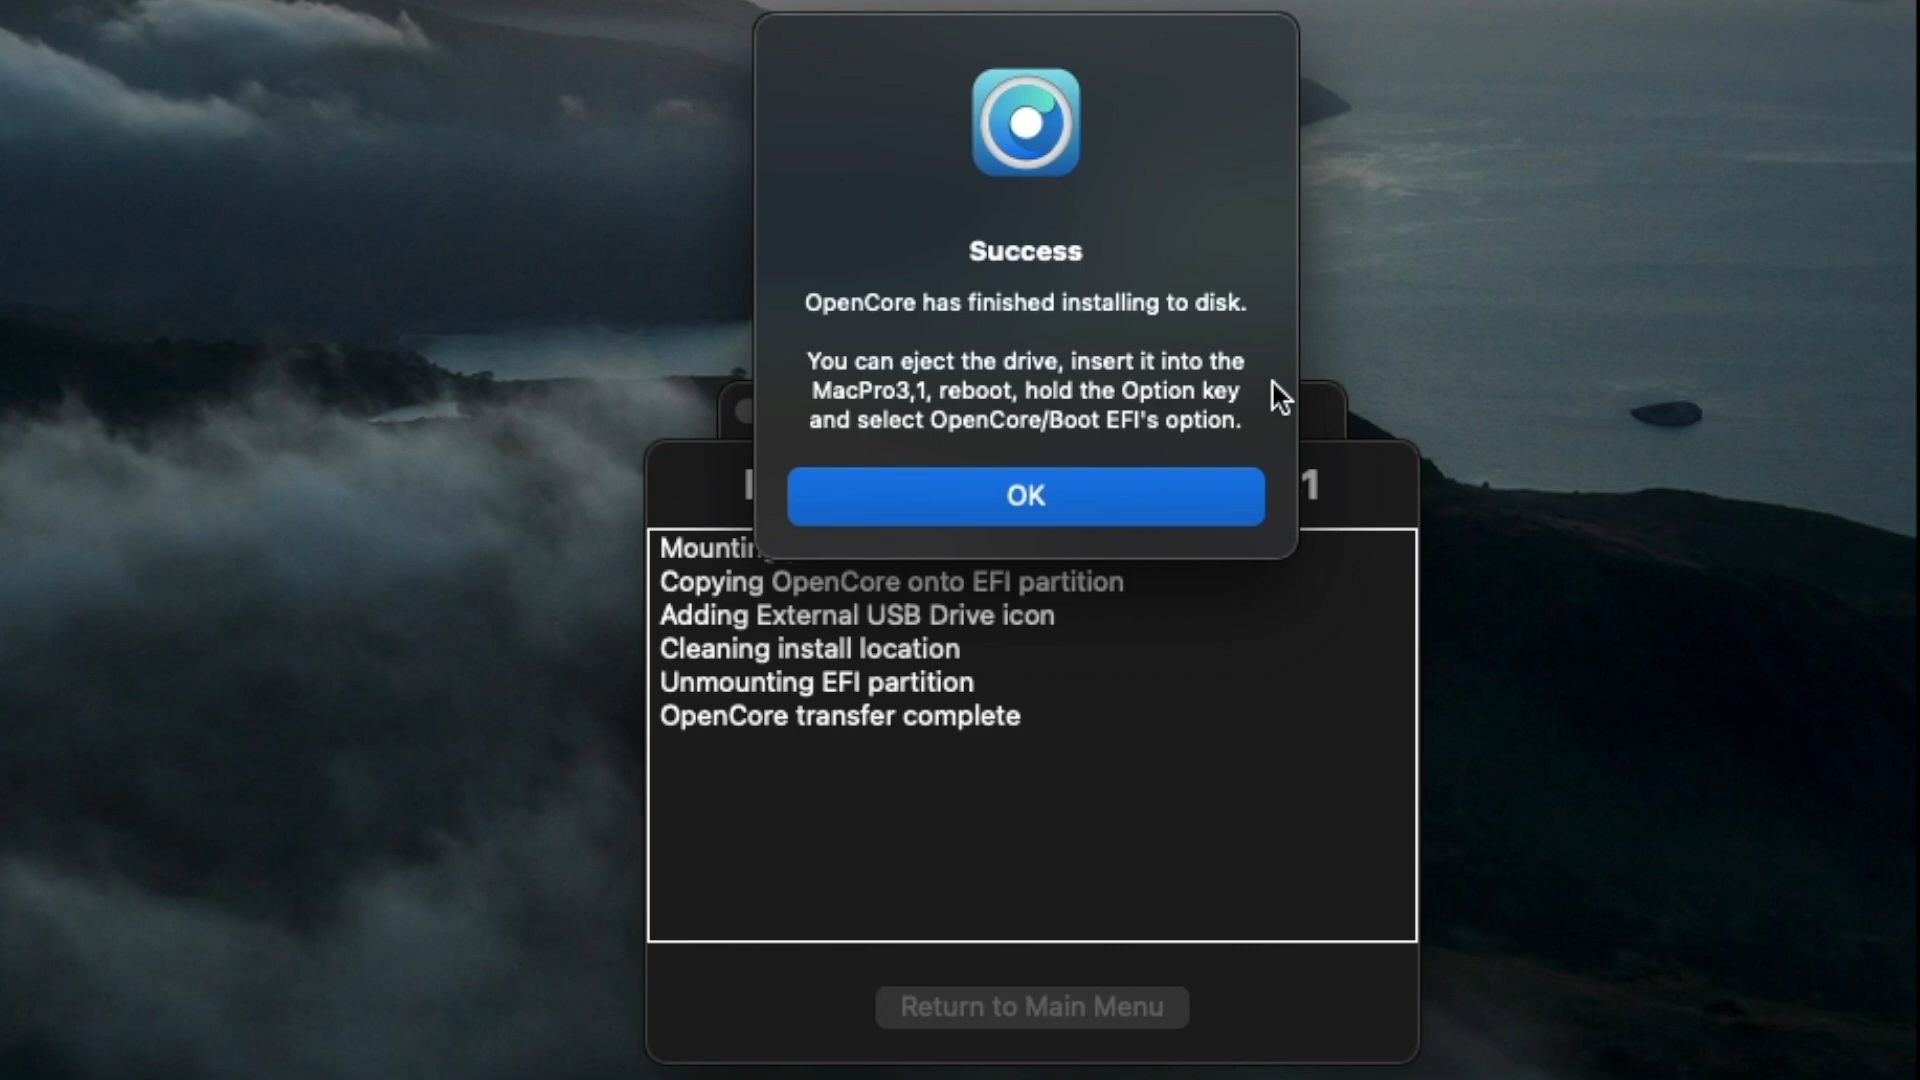 Success
OpenCore has finished installing to disk.
You can eject the drive, insert it into the
MacPro3,1, reboot, hold the Option key
and select OpenCore/Boot EFI's option.
OK
1
Copying OpenCore onto EFI partition
Adding External USB Drive icon
Cleaning install location
Unmounting EFI partition
OpenCore transfer complete
Return to Main Menu